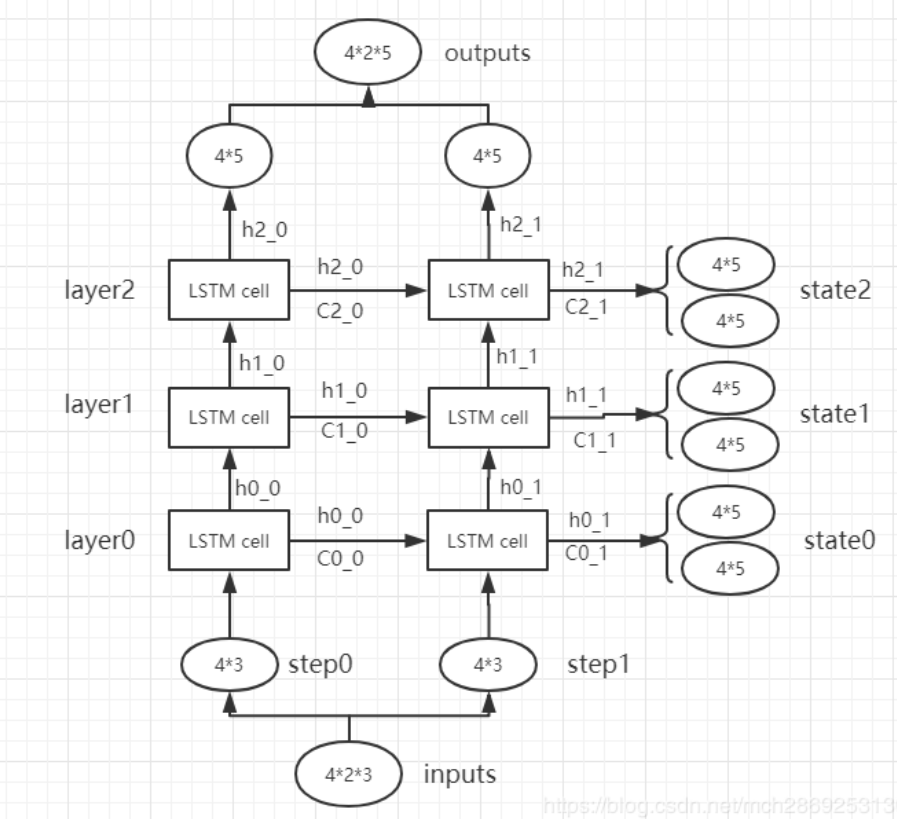 4*2*5 outputs
4*5 4*5
h2_0 h2_1
layer2 LSTM cell h2_0 C2_0 LSTM cell h2_1 C2_1 4*5 4*5 state2
h1_0 h1_1
layer1 LSTM cell h1_0 C1_0 LSTM cell h1_1 C1_1 4*5 4*5 state1
h0_0 h0_1
layer0 LSTM cell h0_0 C0_0 LSTM cell h0_1 C0_1 4*5 4*5 state0
4*3 step0 4*3 step1
4*2*3 inputs